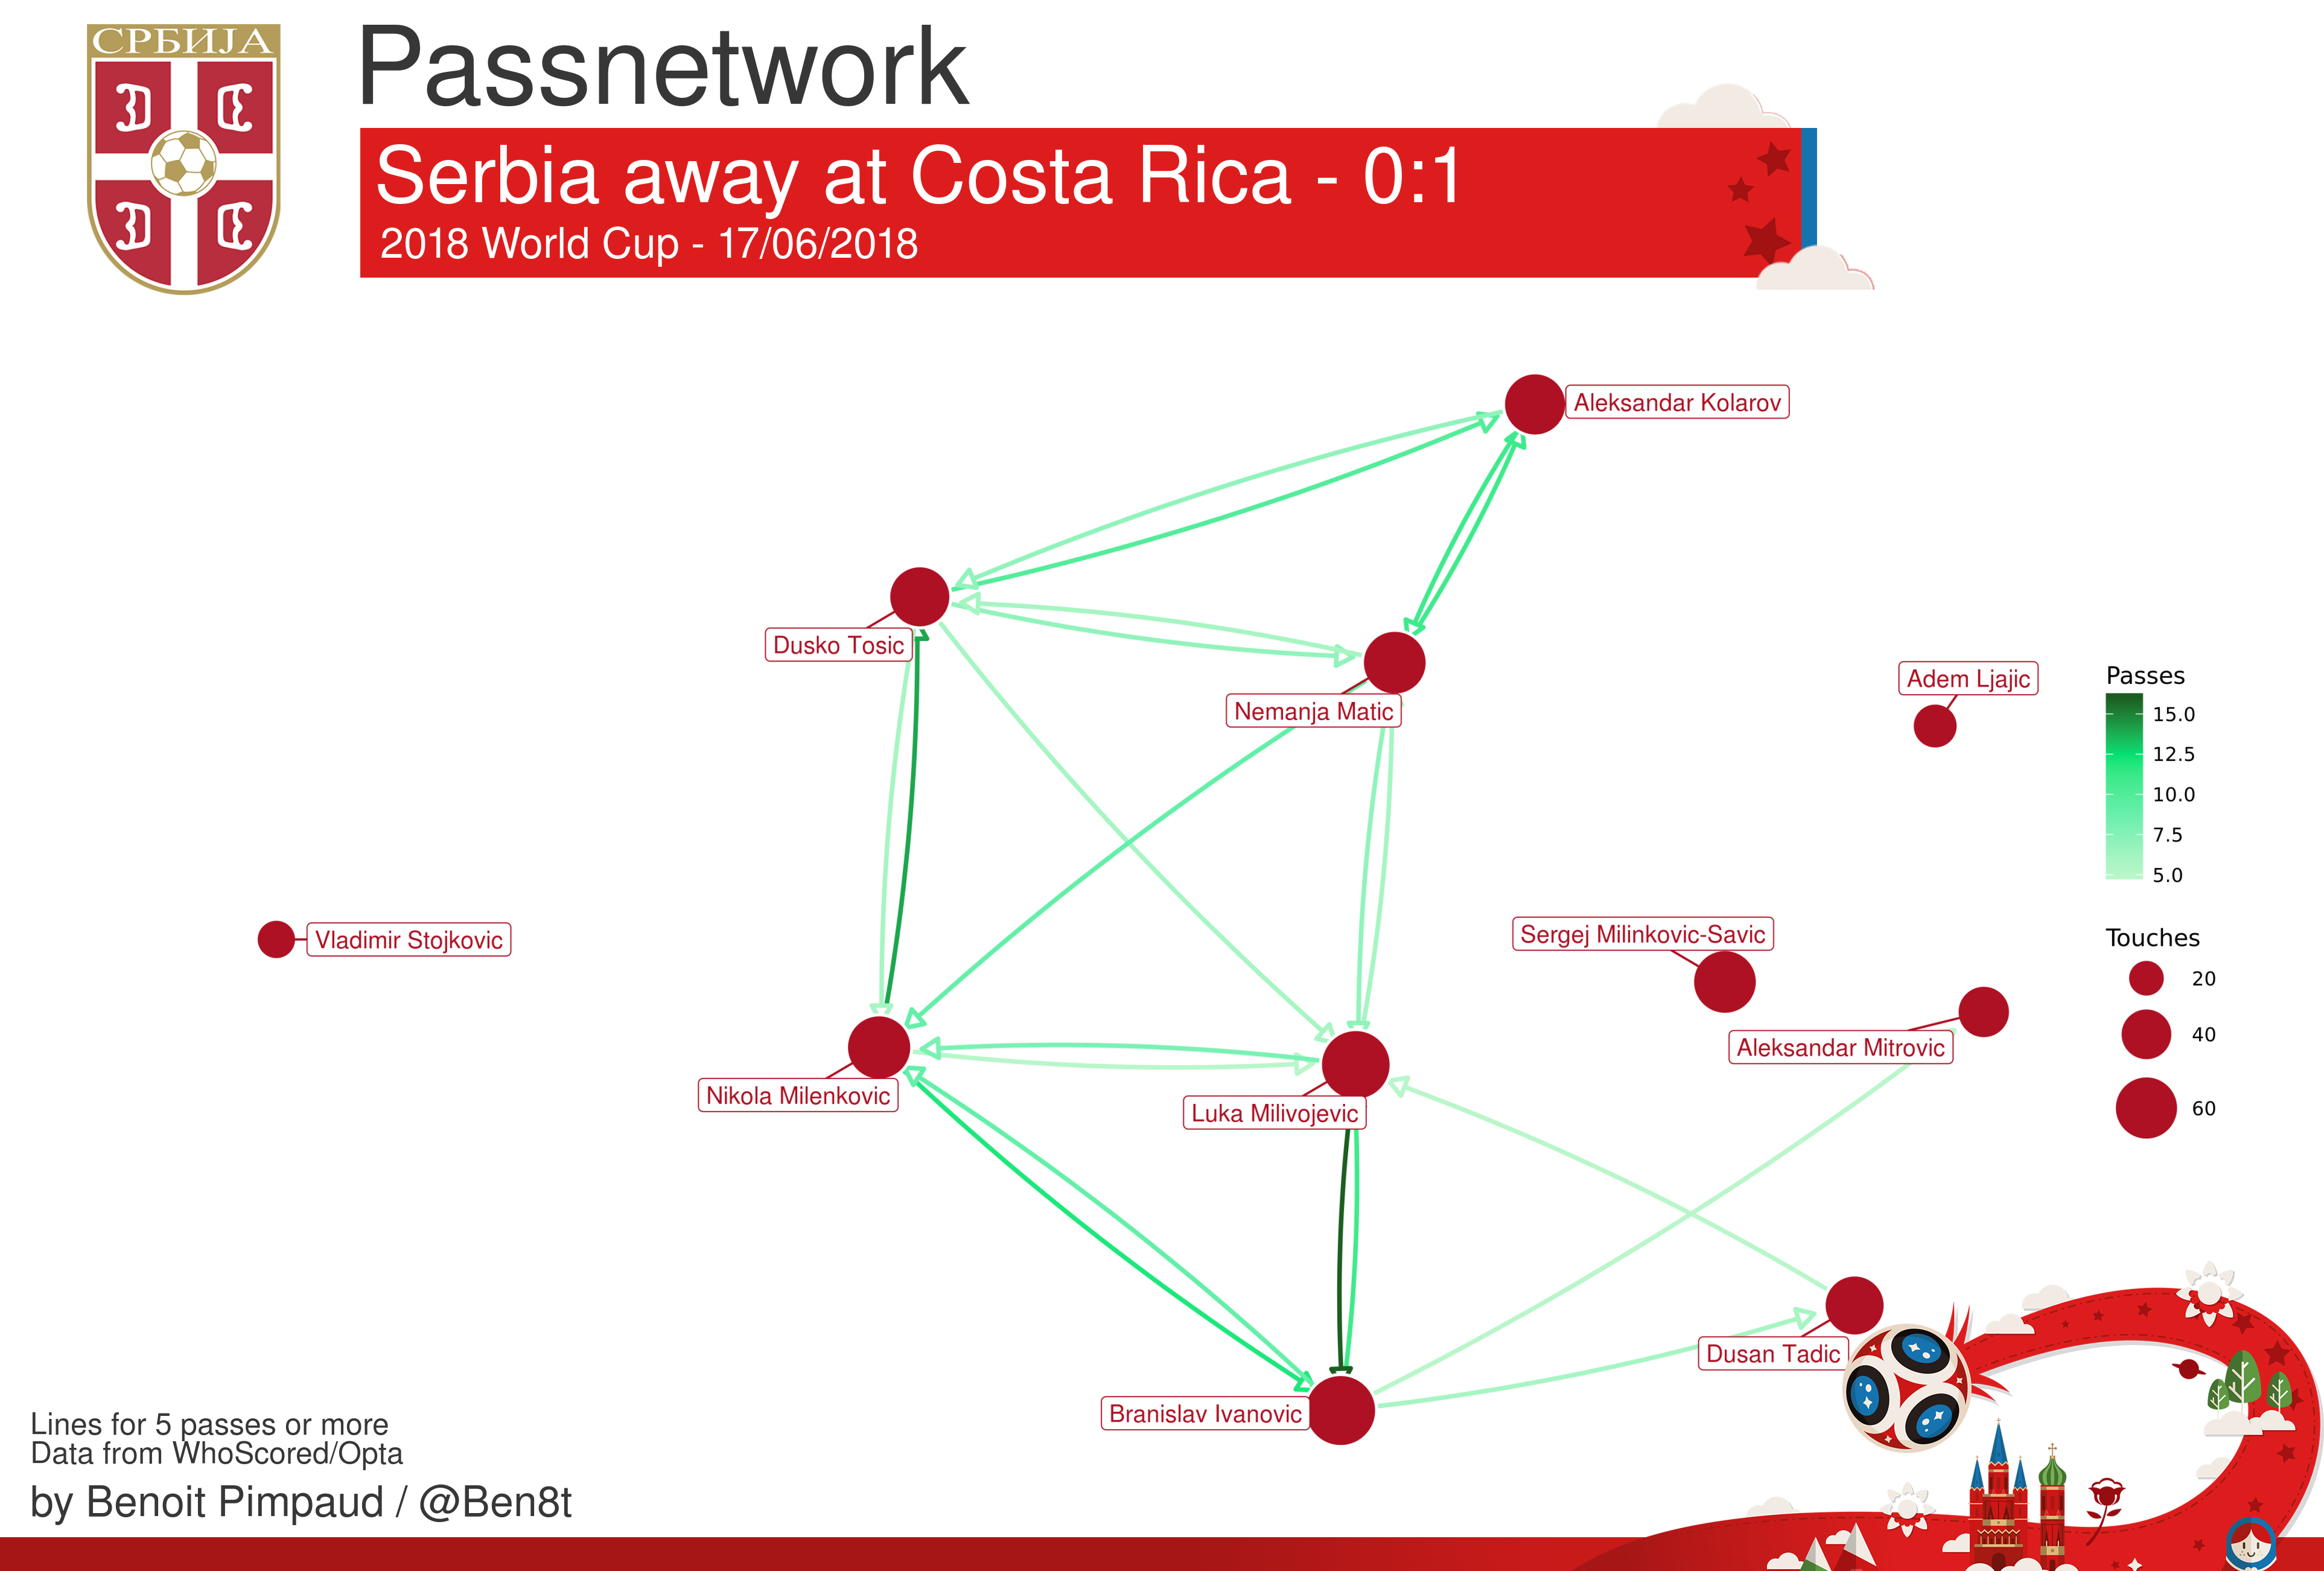 СРБИЈА
Passnetwork
Serbia away at Costa Rica - 0:1
2018 World Cup - 17/06/2018
Aleksandar Kolarov
Dusko Tosic
Nemanja Matic
Adem Ljajic
Vladimir Stojkovic
Sergej Milinkovic-Savic
Aleksandar Mitrovic
Nikola Milenkovic
Luka Milivojevic
Dusan Tadic
Branislav Ivanovic
Passes
15.0
12.5
10.0
7.5
5.0
Touches
20
40
60
Lines for 5 passes or more
Data from WhoScored/Opta
by Benoit Pimpaud / @Ben8t